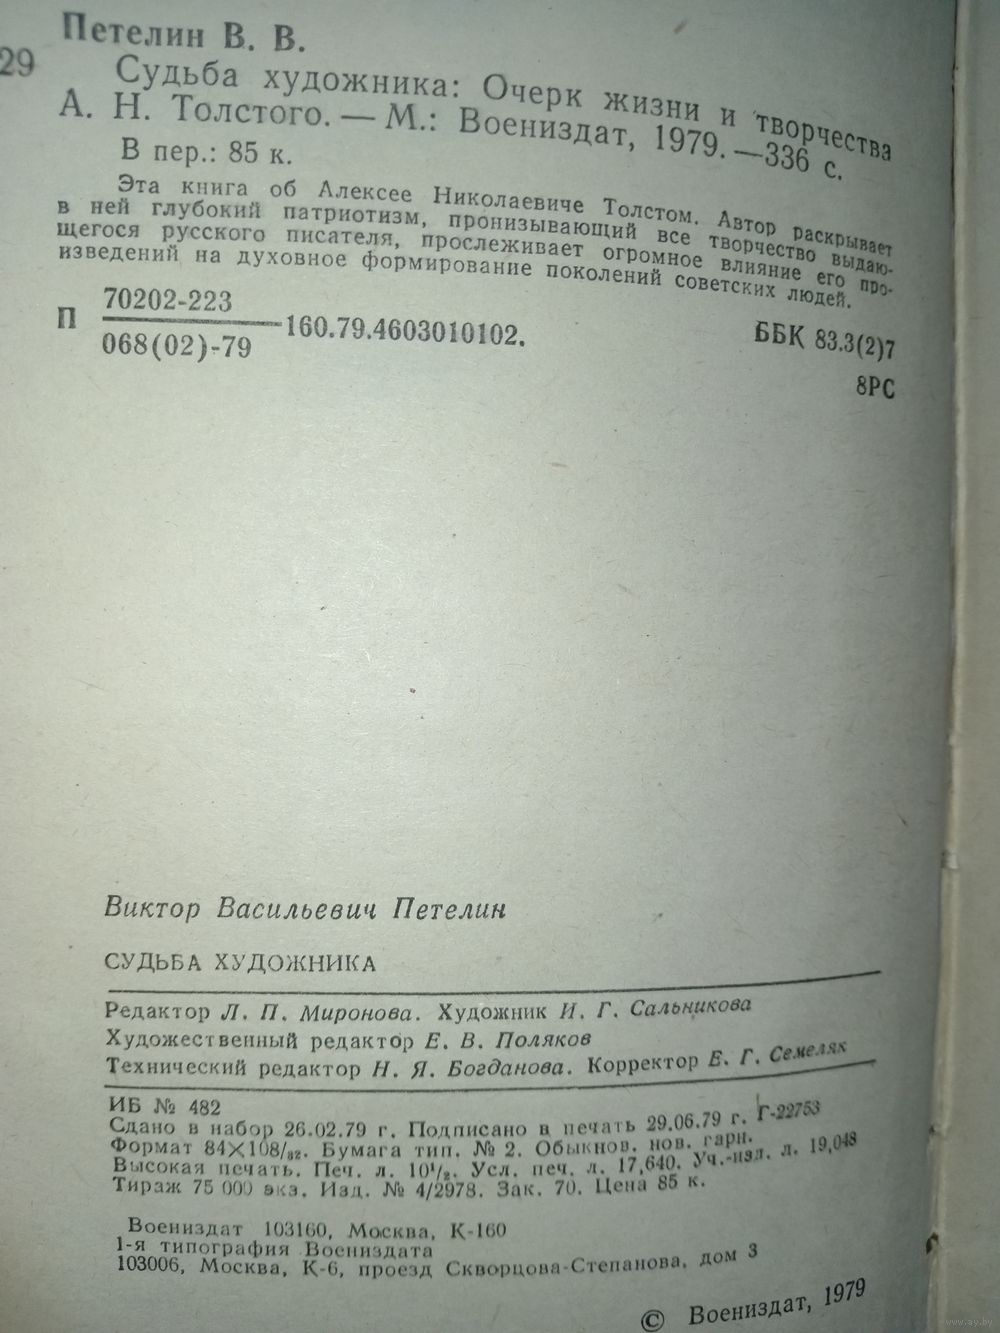 Петелин В. В.
29
Судьба художника: Очерк жизни и творчества
А. Н. Толстого. — М.: Воениздат, 1979. —336 с.
В пер.: 85 к.
Эта книга об Алексее Николаевиче Толстом. Автор раскрывает
в ней глубокий патриотизм, пронизывающий все творчество выдаю-
щегося русского писателя, прослеживает огромное влияние его про-
изведений на духовное формирование поколений советских людей.
70202-223
П 160.79.4603010102.
068(02)-79
ББК 83.3(2)7
8РС
Виктор Васильевич Петелин
СУДЬБА ХУДОЖНИКА
Редактор Л. П. Миронова. Художник И. Г. Сальникова
Художественный редактор Е. В. Поляков
Технический редактор Н. Я. Богданова. Корректор Е. Г. Семеляк
ИБ № 482
Сдано в набор 26.02.79 г. Подписано в печать 29.06.79 г. Г-22753
Формат 84×108/32. Бумага тип. № 2. Обыкнов. нов. гарн.
Высокая печать. Печ. л. 10¹/₂. Усл. печ. л. 17,640. Уч.-изд. л. 19,048
Тираж 75 000 экз. Изд. № 4/2978. Зак. 70. Цена 85 к.
Воениздат 103160, Москва, К-160
1-я типография Воениздата
103006, Москва, К-6, проезд Скворцова-Степанова, дом 3
© Воениздат, 1979
www.ay.by